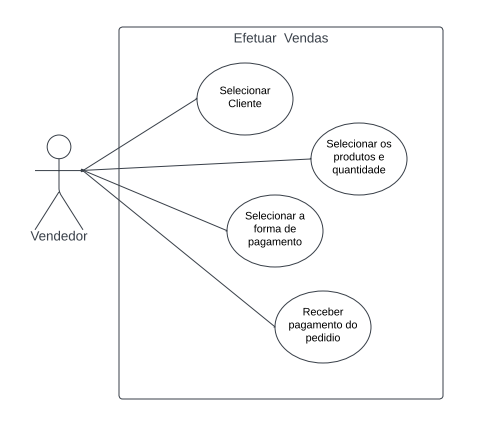 Efetuar Vendas
Selecionar
Cliente
Selecionar os
produtos e
quantidade
Vendedor
Selecionar a
forma de
pagamento
Receber
pagamento do
pedidio